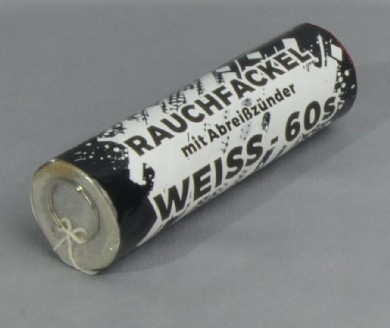 RAUCHFACKEL
mit Abreißzünder
WEISS - 60s